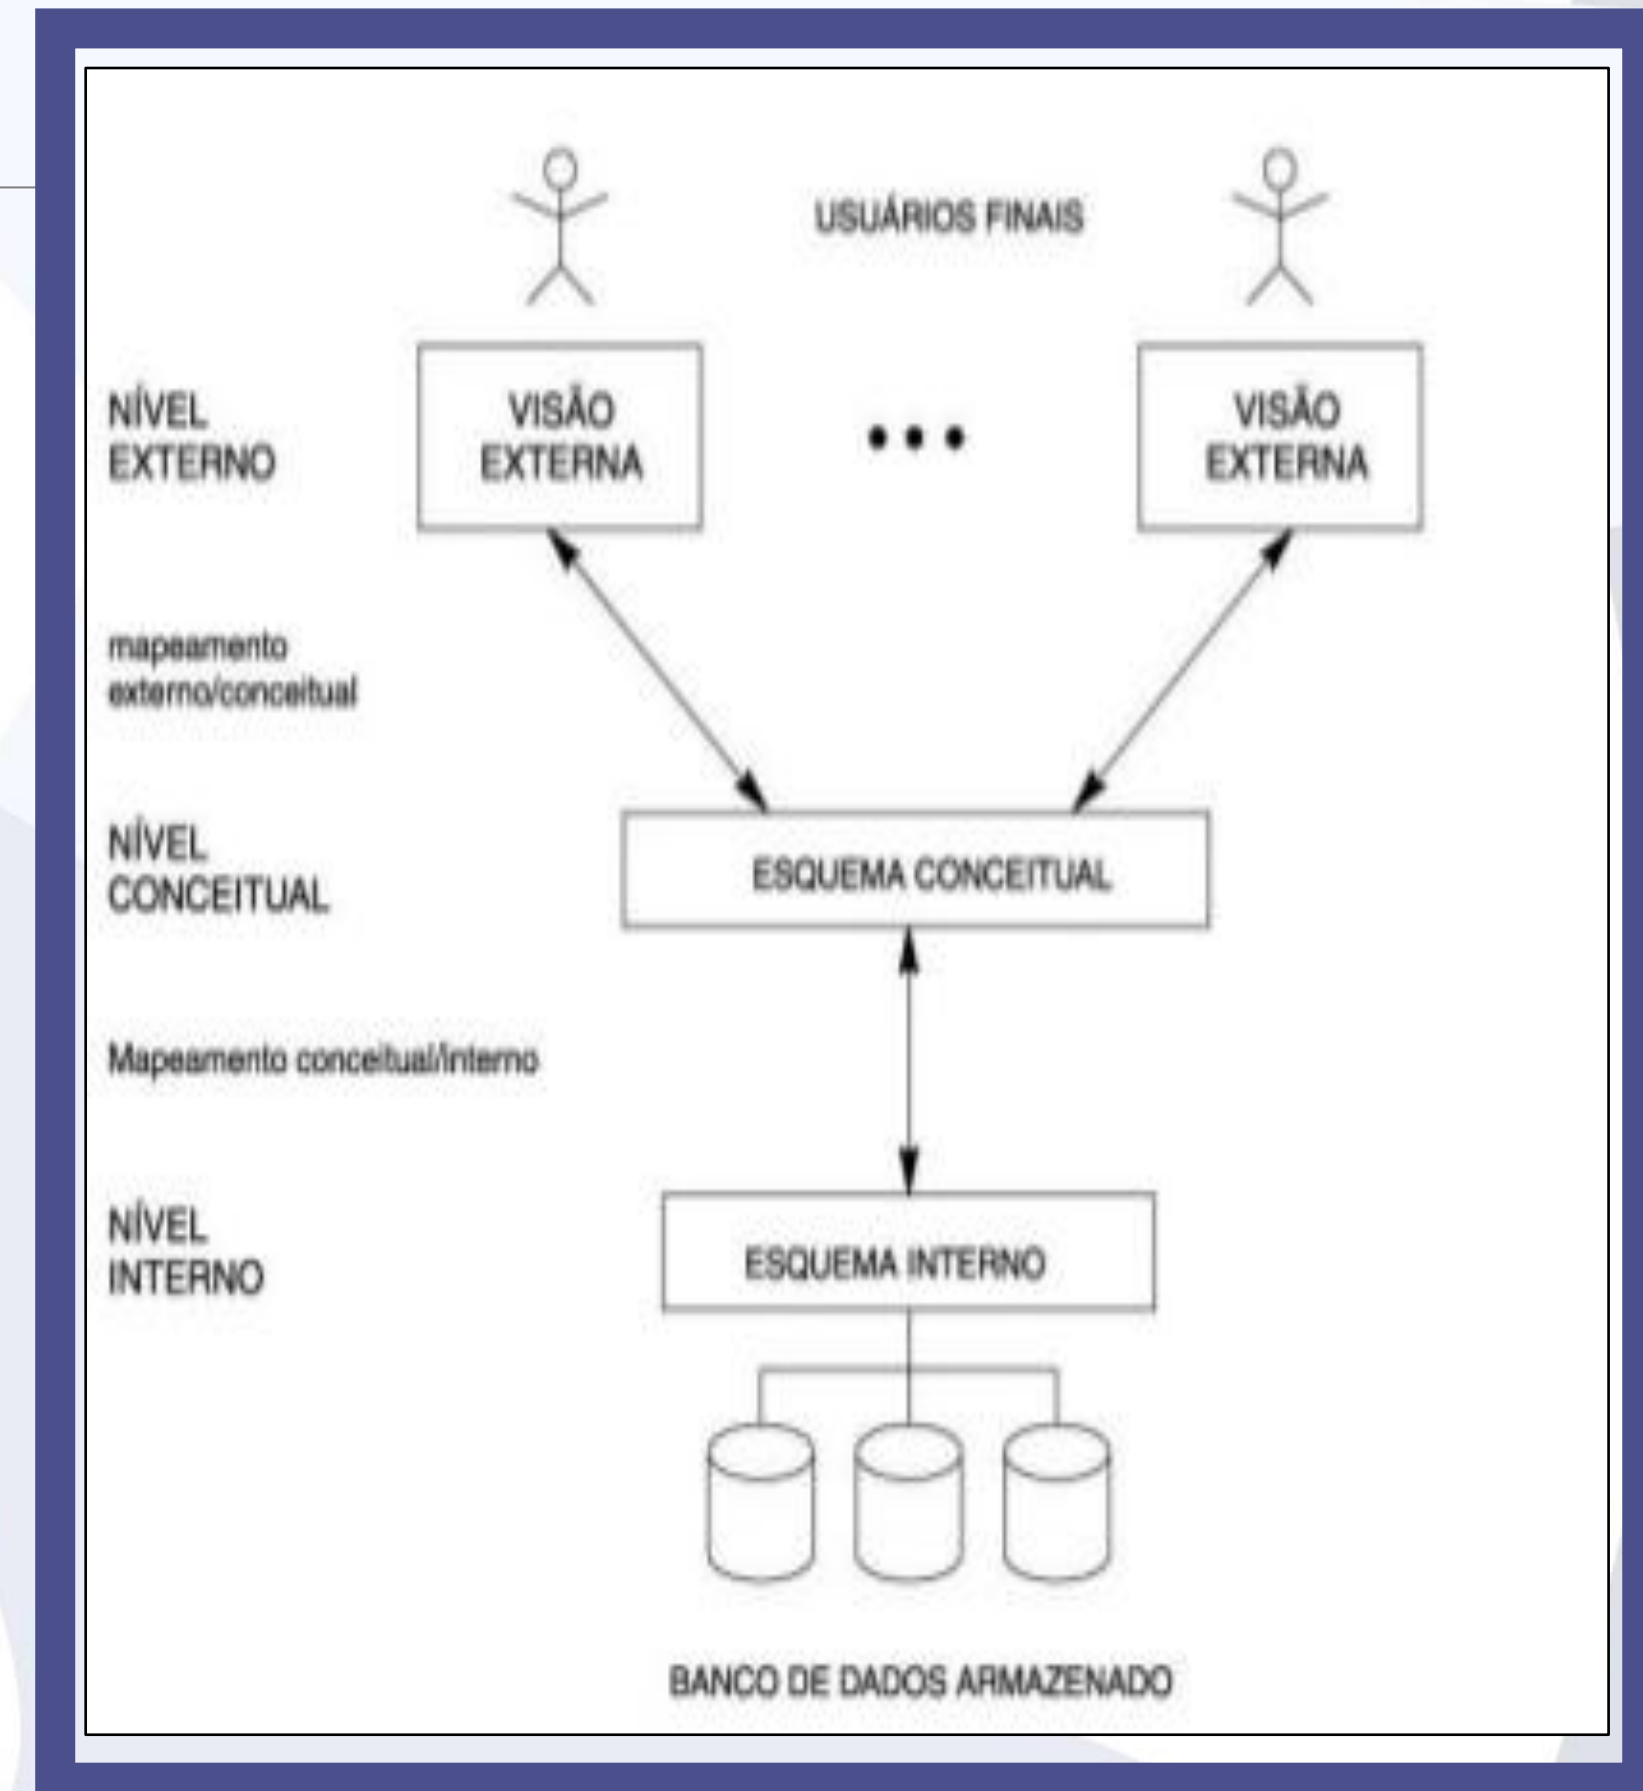 USUÁRIOS FINAIS
NÍVEL
EXTERNO
VISÃO
EXTERNA
VISÃO
EXTERNA
mapeamento
externo/conceitual
NÍVEL
CONCEITUAL
ESQUEMA CONCEITUAL
Mapeamento conceitual/interno
NÍVEL
INTERNO
ESQUEMA INTERNO
BANCO DE DADOS ARMAZENADO